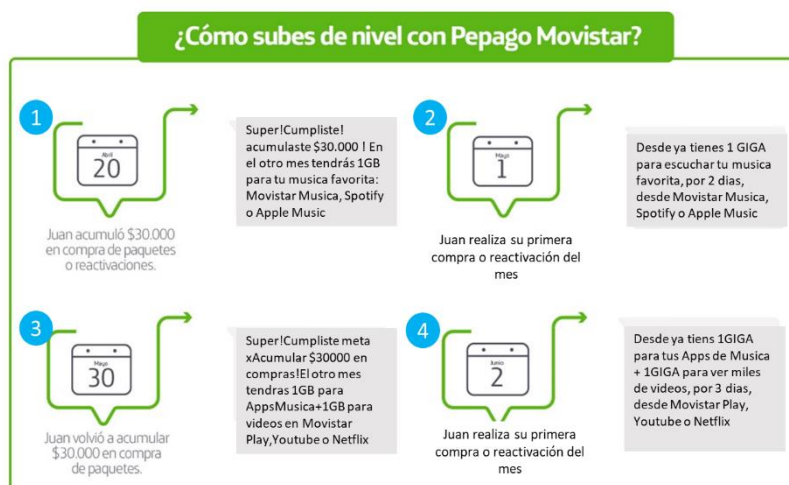 ¿Cómo subes de nivel con Pepago Movistar?
1
Abril
20
Super!Cumpliste!
acumulaste $30.000 ! En
el otro mes tendrás 1GB
para tu musica favorita:
Movistar Musica, Spotify
o Apple Music
Juan acumuló $30.000
en compra de paquetes
o reactivaciones.
2
Mayo
1
Desde ya tienes 1 GIGA
para escuchar tu musica
favorita, por 2 dias,
desde Movistar Musica,
Spotify o Apple Music
Juan realiza su primera
compra o reactivación del
mes
3
Mayo
30
Super!Cumpliste meta
xAcumular $30000 en
compras!El otro mes
tendras 1GB para
AppsMusica+1GB para
videos en Movistar
Play,Youtube o Netflix
Juan volvió a acumular
$30.000 en compra
de paquetes.
4
Junio
2
Desde ya tiens 1GIGA
para tus Apps de Musica
+ 1GIGA para ver miles
de videos, por 3 dias,
desde Movistar Play,
Youtube o Netflix
Juan realiza su primera
compra o reactivación del
mes